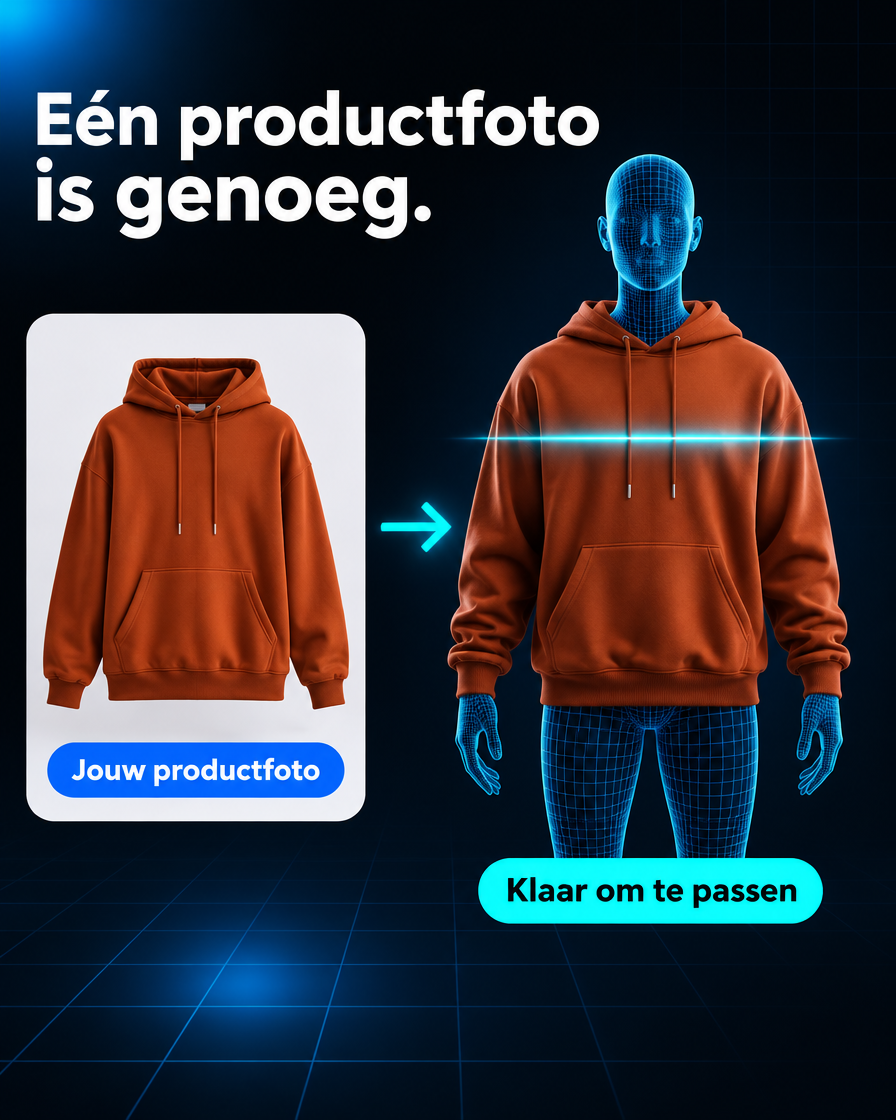 Eén productfoto
is genoeg.
Jouw productfoto
Klaar om te passen